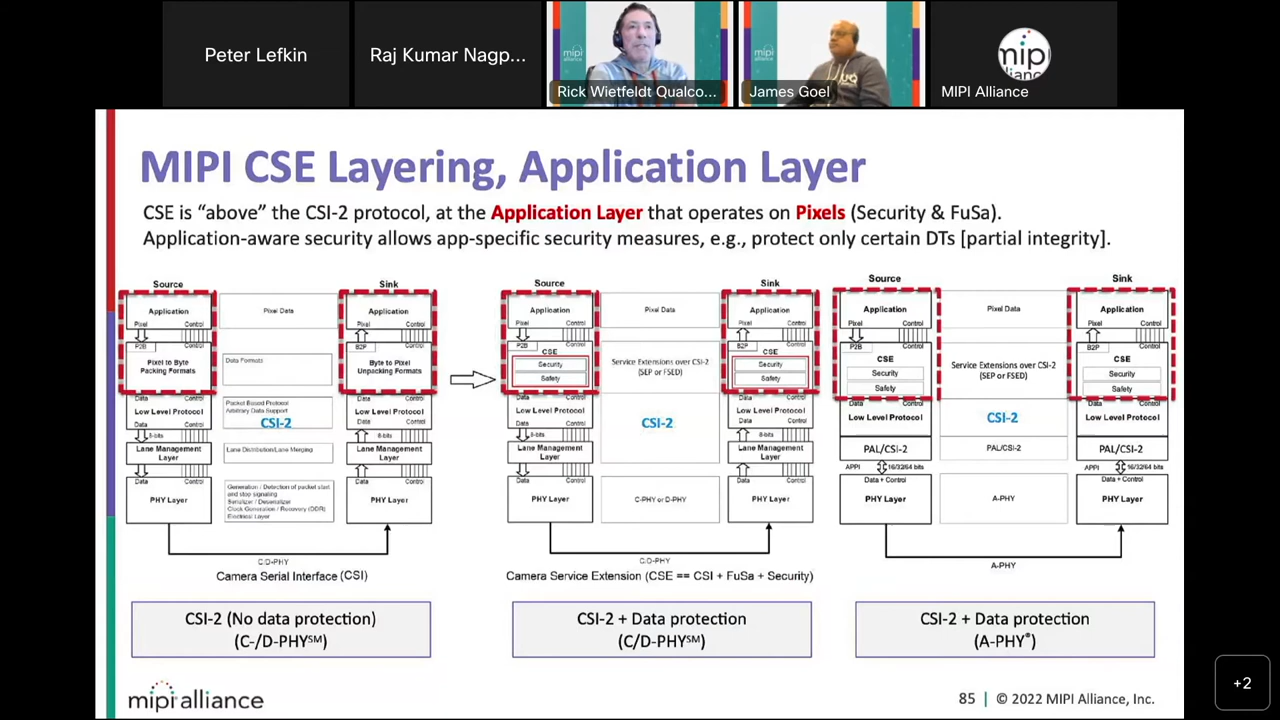 Peter Lefkin
Raj Kumar Nagp...
mipi
Rick Wietfeldt Qualco...
mipi
James Goel
mipi
alliance
MIPI Alliance
MIPI CSE Layering, Application Layer
CSE is “above” the CSI-2 protocol, at the Application Layer that operates on Pixels (Security & FuSa).
Application-aware security allows app-specific security measures, e.g., protect only certain DTs [partial integrity].
Source
Sink
Application
Pixel Data
Application
Pixel
Control
Pixel
Control
P2B
Control
B2P
Control
Pixel to Byte
Packing Formats
Data Formats
Byte to Pixel
Unpacking Formats
Data
Control
Data
Control
Low Level Protocol
Packet Based Protocol
Arbitrary Data Support
CSI-2
Low Level Protocol
Data
Control
Data
Control
8-bits
8-bits
Lane Management
Layer
Lane Distribution/Lane Merging
Lane Management
Layer
Data
Control
Data
Control
PHY Layer
Generation / Detection of packet start
and stop signaling
Serializer / Deserializer
Clock Generation / Recovery (DDR)
Electrical Layer
PHY Layer
C/D-PHY
Camera Serial Interface (CSI)
CSI-2 (No data protection)
(C-/D-PHY℠)
Source
Sink
Application
Pixel Data
Application
Pixel
Control
Pixel
Control
P2B
Control
B2P
Control
CSE
Security
Safety
Service Extensions over CSI-2
(SEP or FSED)
CSE
Security
Safety
Data
Control
Data
Control
Low Level Protocol
CSI-2
Low Level Protocol
Data
Control
Data
Control
8-bits
8-bits
Lane Management
Layer
Lane Management
Layer
Data
Control
Data
Control
PHY Layer
C-PHY or D-PHY
PHY Layer
C/D-PHY
Camera Service Extension (CSE == CSI + FuSa + Security)
CSI-2 + Data protection
(C/D-PHY℠)
Source
Sink
Application
Pixel Data
Application
Pixel
Control
Pixel
Control
P2B
Control
B2P
Control
CSE
Security
Safety
Service Extensions over CSI-2
(SEP or FSED)
CSE
Security
Safety
Data
Control
Data
Control
Low Level Protocol
CSI-2
Low Level Protocol
PAL/CSI-2
PAL/CSI-2
PAL/CSI-2
APPI
16/32/64 bits
APPI
16/32/64 bits
Data + Control
Data + Control
PHY Layer
A-PHY
PHY Layer
A-PHY
CSI-2 + Data protection
(A-PHY®)
mipi alliance
85 | © 2022 MIPI Alliance, Inc.
+2